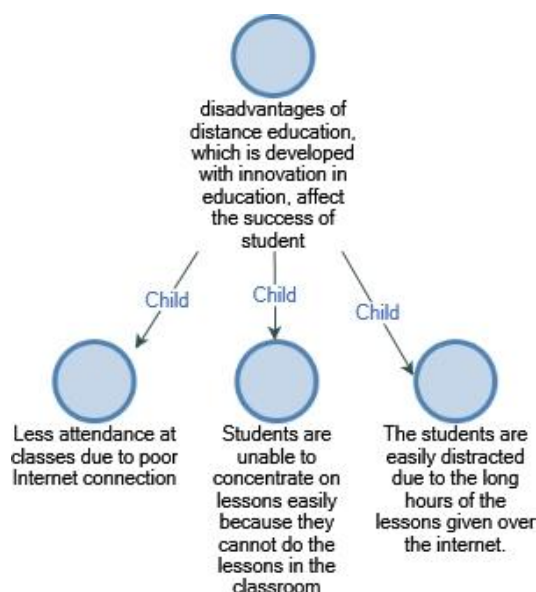 disadvantages of
distance education,
which is developed
with innovation in
education, affect
the success of
student
Child
Child
Child
Less attendance at
classes due to poor
Internet connection
Students are
unable to
concentrate on
lessons easily
because they
cannot do the
lessons in the
classroom
The students are
easily distracted
due to the long
hours of the
lessons given over
the internet.